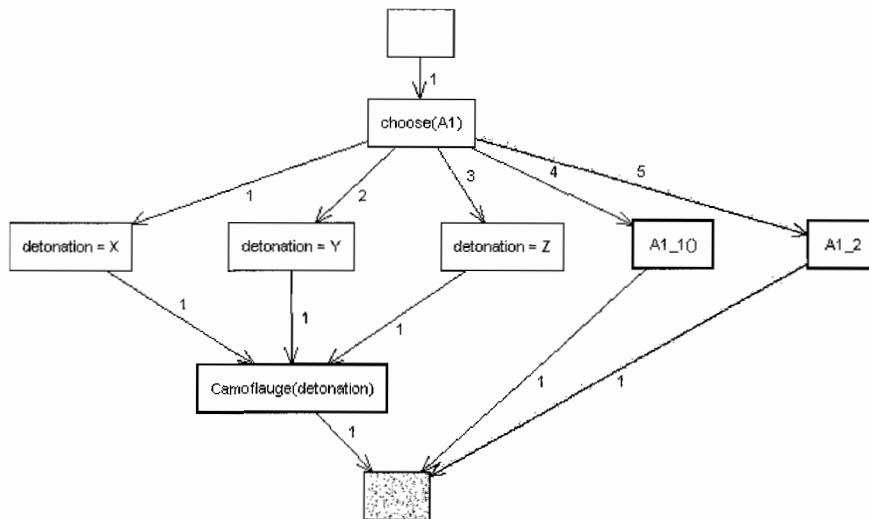 1
choose(A1)
1
2
3
4
5
detonation = X
detonation = Y
detonation = Z
A1_1()
A1_2
1
1
1
Camoflauge(detonation)
1
1
1